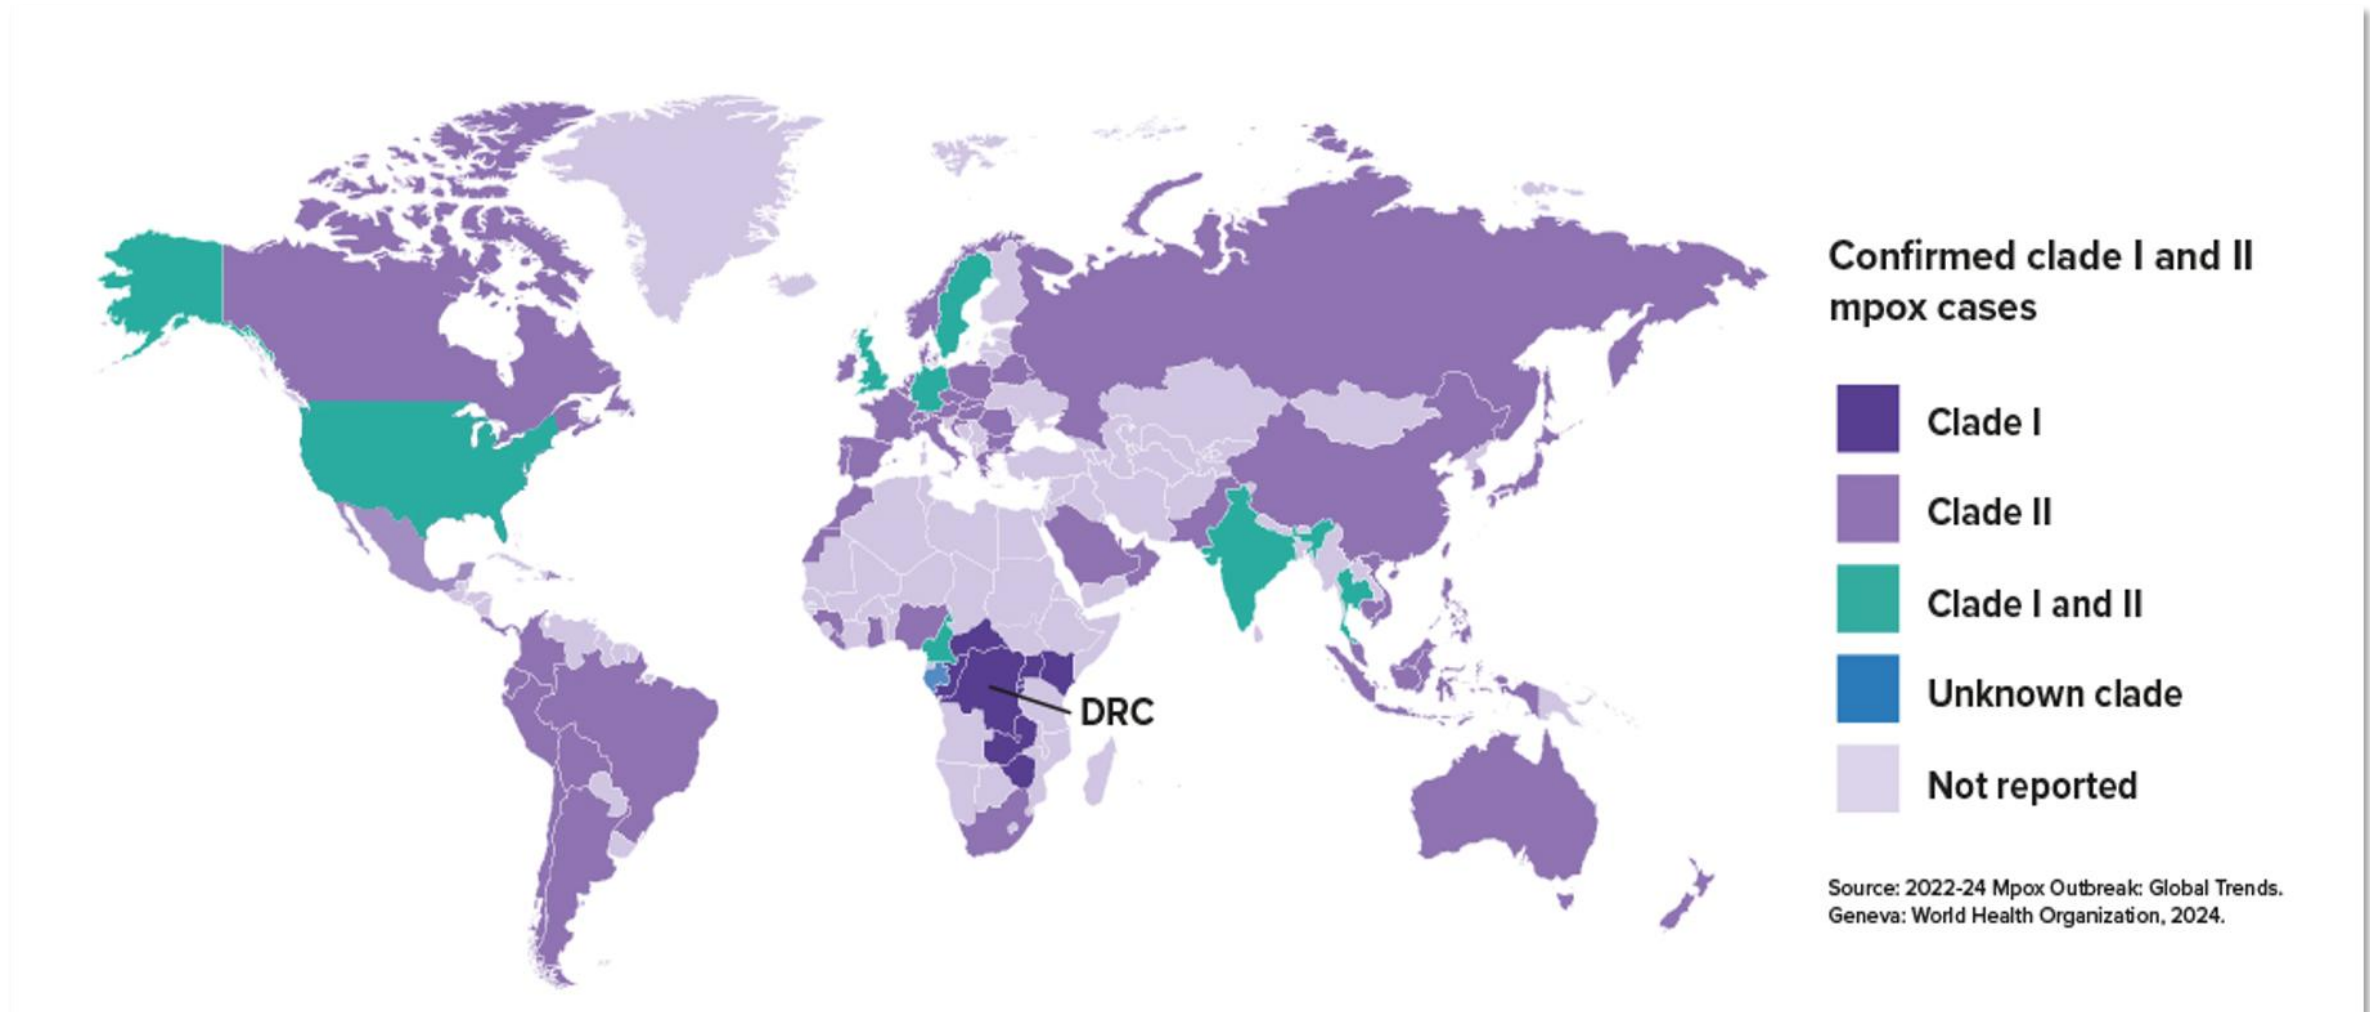 Confirmed clade I and II
mpox cases
Clade I
Clade II
Clade I and II
Unknown clade
Not reported
DRC
Source: 2022-24 Mpox Outbreak: Global Trends.
Geneva: World Health Organization, 2024.